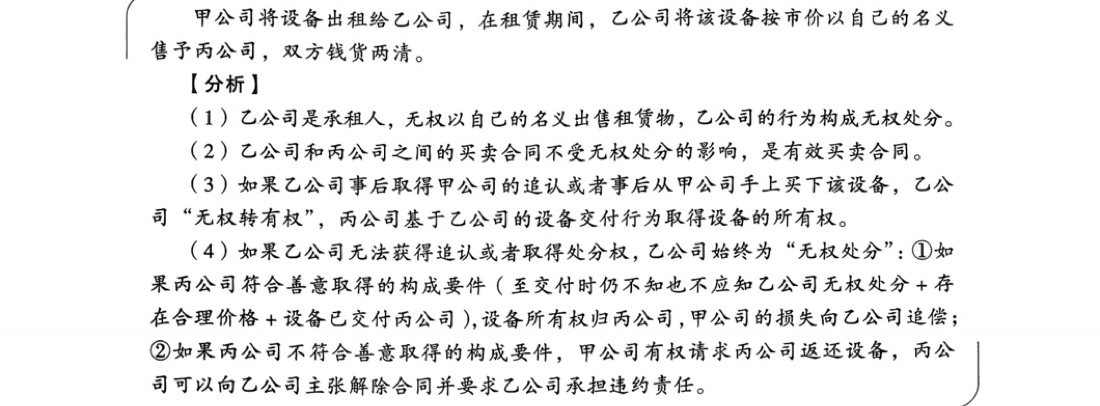 甲公司将设备出租给乙公司，在租赁期间，乙公司将该设备按市价以自己的名义
售予丙公司，双方钱货两清。
【分析】
（1）乙公司是承租人，无权以自己的名义出售租赁物，乙公司的行为构成无权处分。
（2）乙公司和丙公司之间的买卖合同不受无权处分的影响，是有效买卖合同。
（3）如果乙公司事后取得甲公司的追认或者事后从甲公司手上买下该设备，乙公
司“无权转有权”，丙公司基于乙公司的设备交付行为取得设备的所有权。
（4）如果乙公司无法获得追认或者取得处分权，乙公司始终为“无权处分”：①如
果丙公司符合善意取得的构成要件（至交付时仍不知也不应知乙公司无权处分+存
在合理价格+设备已交付丙公司），设备所有权归丙公司，甲公司的损失向乙公司追偿；
②如果丙公司不符合善意取得的构成要件，甲公司有权请求丙公司返还设备，丙公
司可以向乙公司主张解除合同并要求乙公司承担违约责任。